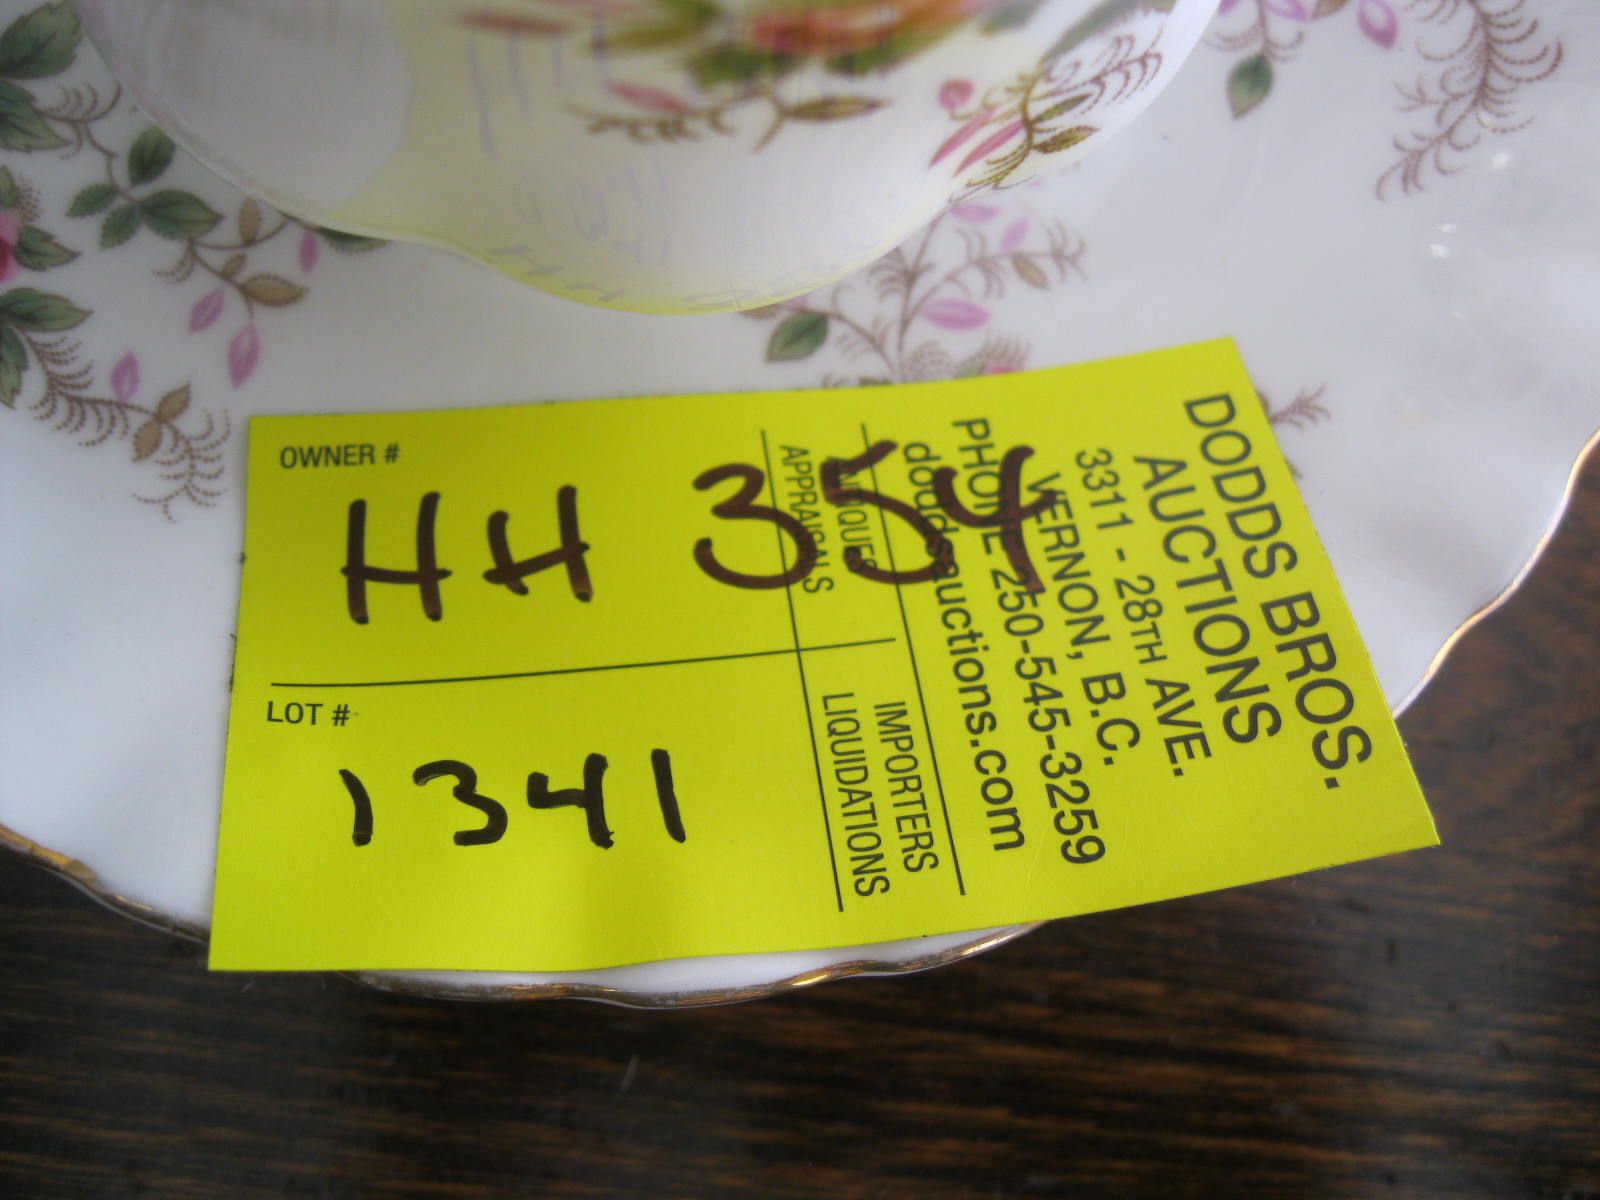 OWNER #
HH 354
LOT #
1341
DODDS BROS.
AUCTIONS
3311 - 28TH AVE.
VERNON, B.C.
PHONE 250-545-3259
doddsauctions.com
ANTIQUES
IMPORTERS
APPRAISALS
LIQUIDATIONS